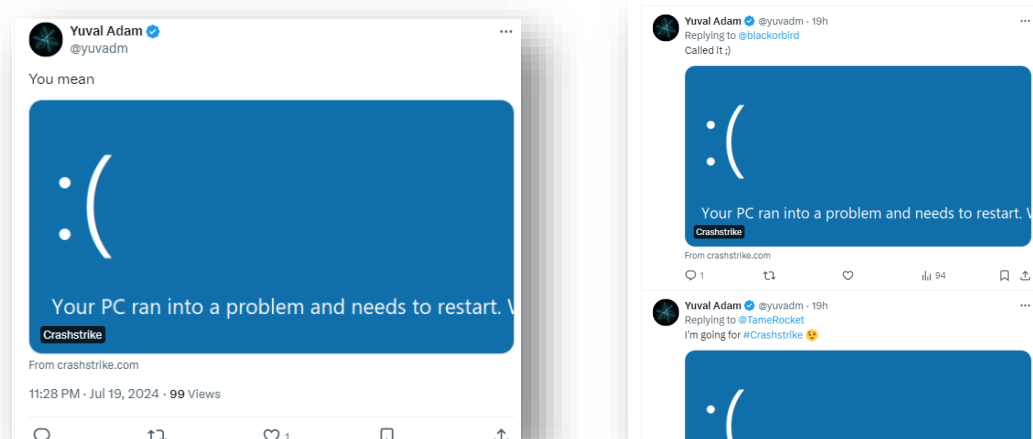 Yuval Adam
@yuvadm
You mean
:(
Your PC ran into a problem and needs to restart.
Crashstrike
From crashstrike.com
11:28 PM · Jul 19, 2024 · 99 Views
1
Yuval Adam @yuvadm · 19h
Replying to @blackorbird
Called it ;)
:(
Your PC ran into a problem and needs to restart.
Crashstrike
From crashstrike.com
1 94
Yuval Adam @yuvadm · 19h
Replying to @TameRocket
I'm going for #Crashstrike 😉
:(